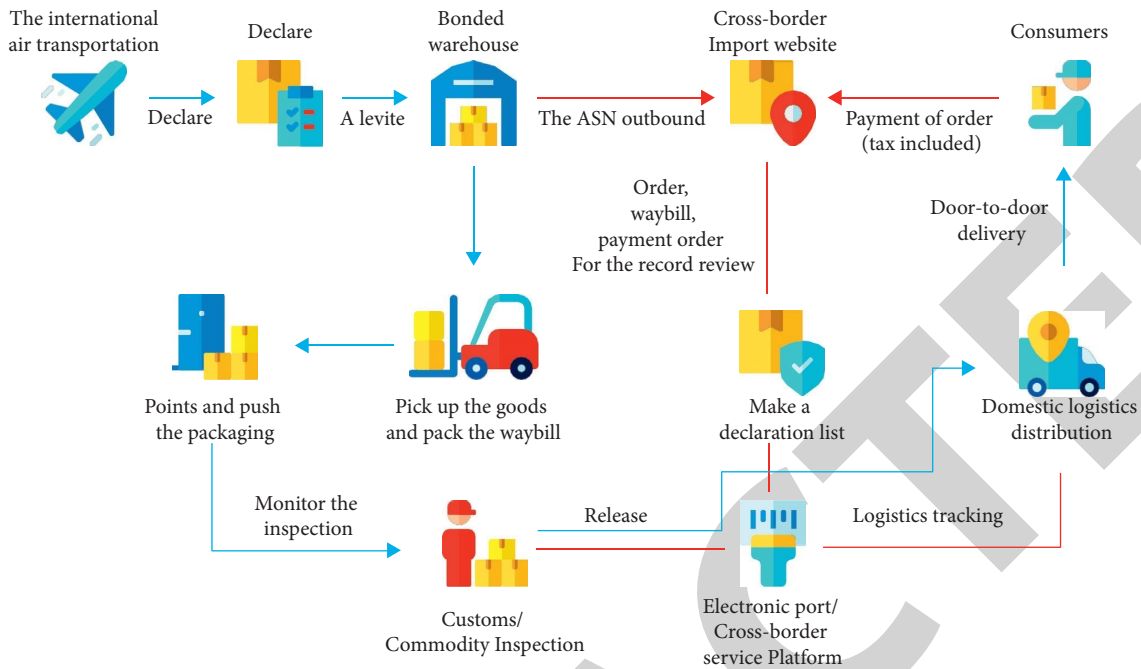 The international
air transportation
Declare
Bonded
warehouse
Cross-border
Import website
Consumers
Declare
A levite
The ASN outbound
Payment of order
(tax included)
Order,
waybill,
payment order
For the record review
Door-to-door
delivery
Points and push
the packaging
Pick up the goods
and pack the waybill
Make a
declaration list
Domestic logistics
distribution
Monitor the
inspection
Release
Logistics tracking
Customs/
Commodity Inspection
Electronic port/
Cross-border
service Platform